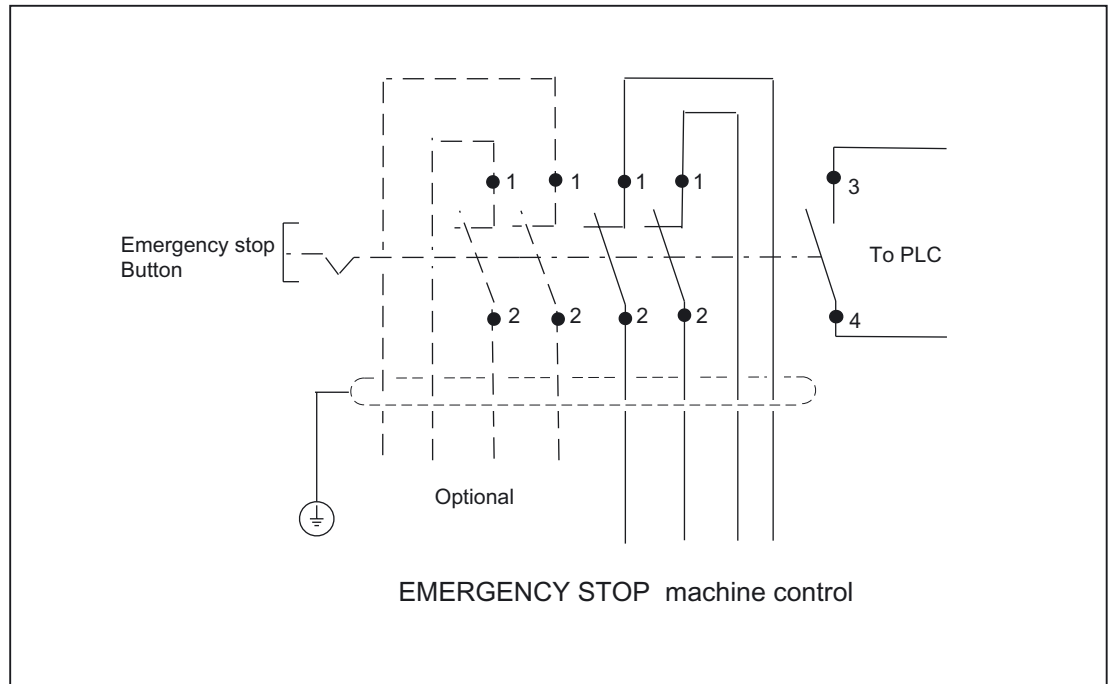 1 1 1 1
3
Emergency stop
Button
To PLC
2 2 2 2
4
Optional
EMERGENCY STOP machine control